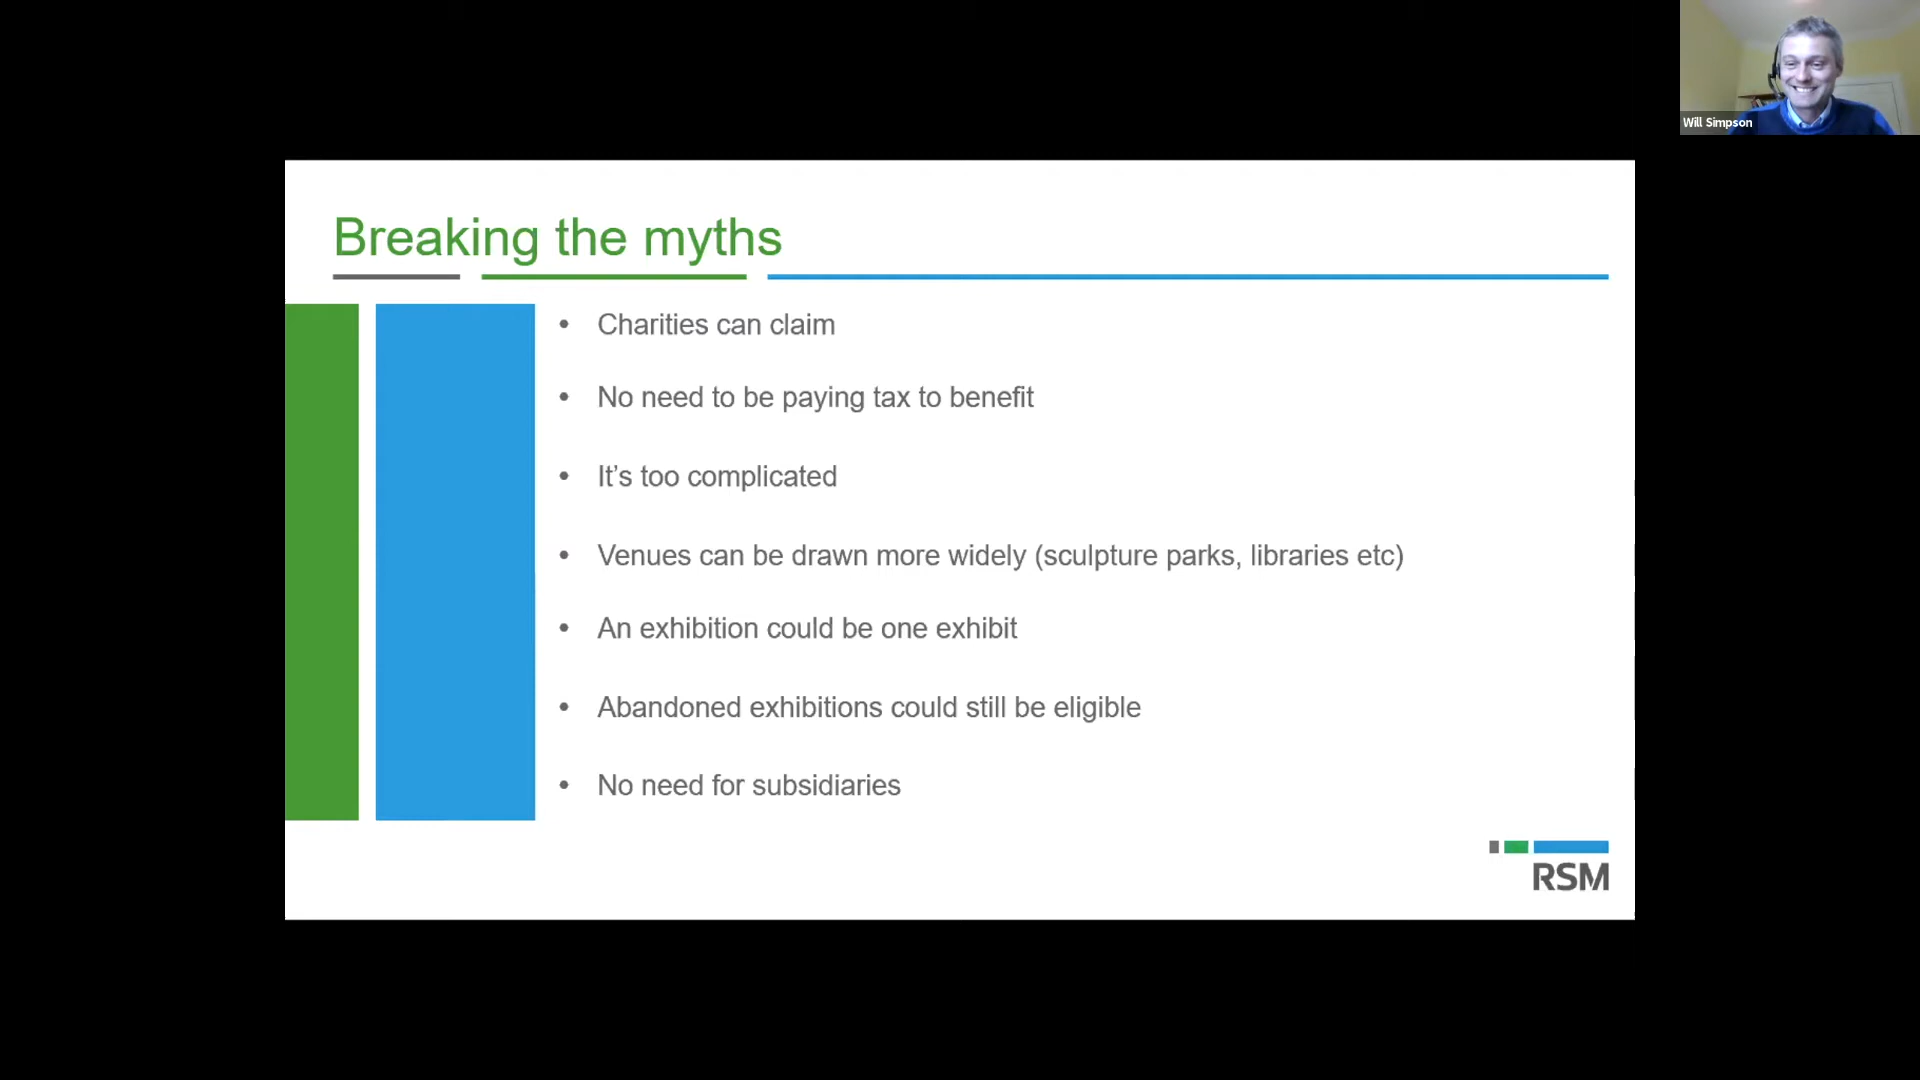 Will Simpson
Breaking the myths
• Charities can claim
• No need to be paying tax to benefit
• It’s too complicated
• Venues can be drawn more widely (sculpture parks, libraries etc)
• An exhibition could be one exhibit
• Abandoned exhibitions could still be eligible
• No need for subsidiaries
RSM